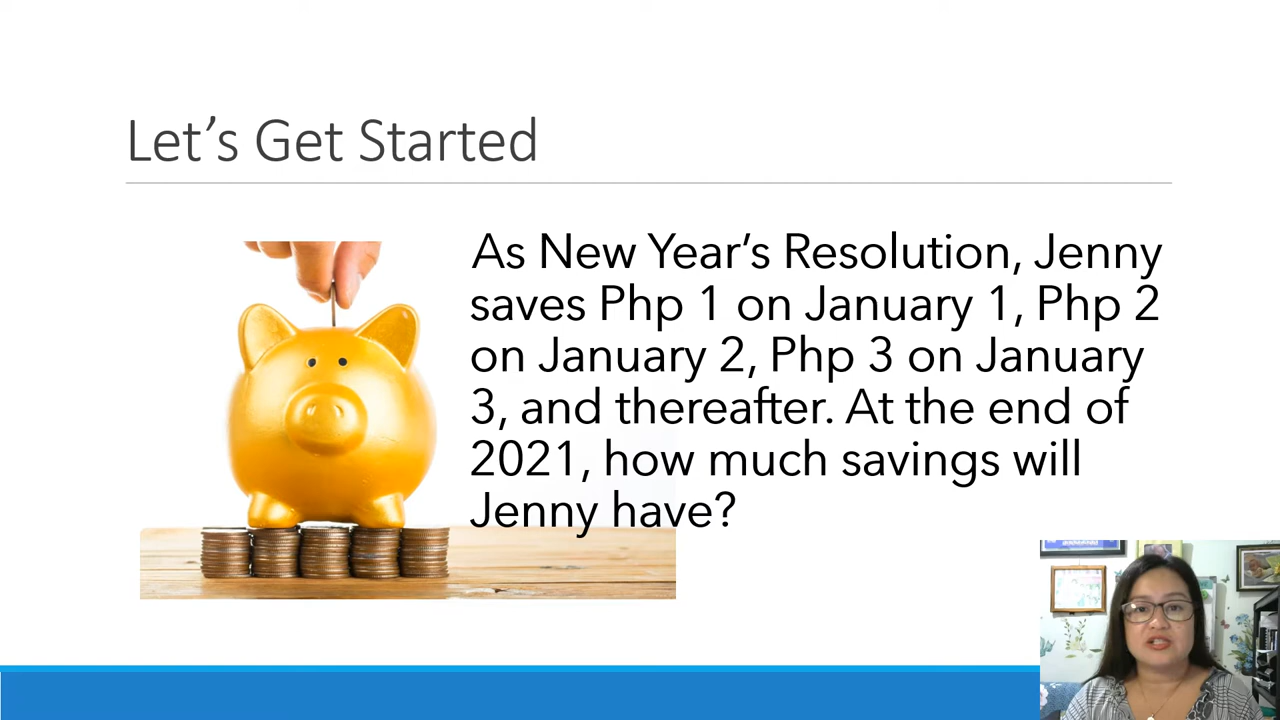 Let’s Get Started
As New Year’s Resolution, Jenny
saves Php 1 on January 1, Php 2
on January 2, Php 3 on January
3, and thereafter. At the end of
2021, how much savings will
Jenny have?